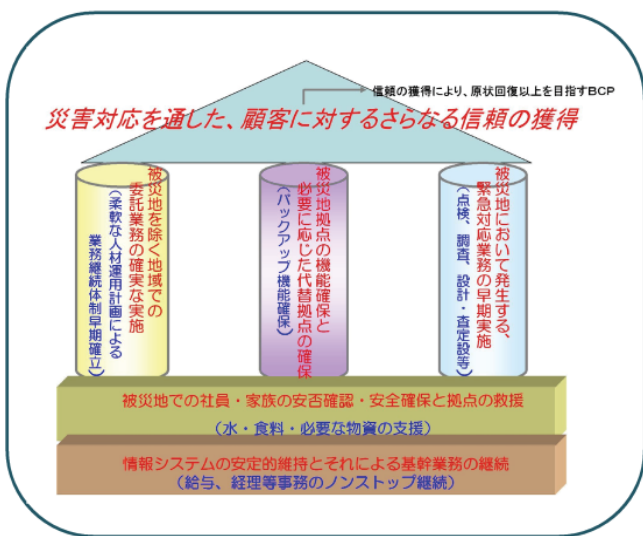 信頼の獲得により、原状回復以上を目指すBCP
災害対応を通した、顧客に対するさらなる信頼の獲得
被災地を除く地域での
委託業務の確実な実施
(柔軟な人材運用計画による
業務継続体制早期確立)
被災地拠点の機能確保と
必要に応じた代替拠点の確保
(バックアップ機能確保)
被災地において発生する、
緊急対応業務の早期実施
(点検、調査、設計・査定設等)
被災地での社員・家族の安否確認・安全確保と拠点の救援
(水・食料・必要な物資の支援)
情報システムの安定的維持とそれによる基幹業務の継続
(給与、経理等事務のノンストップ継続)